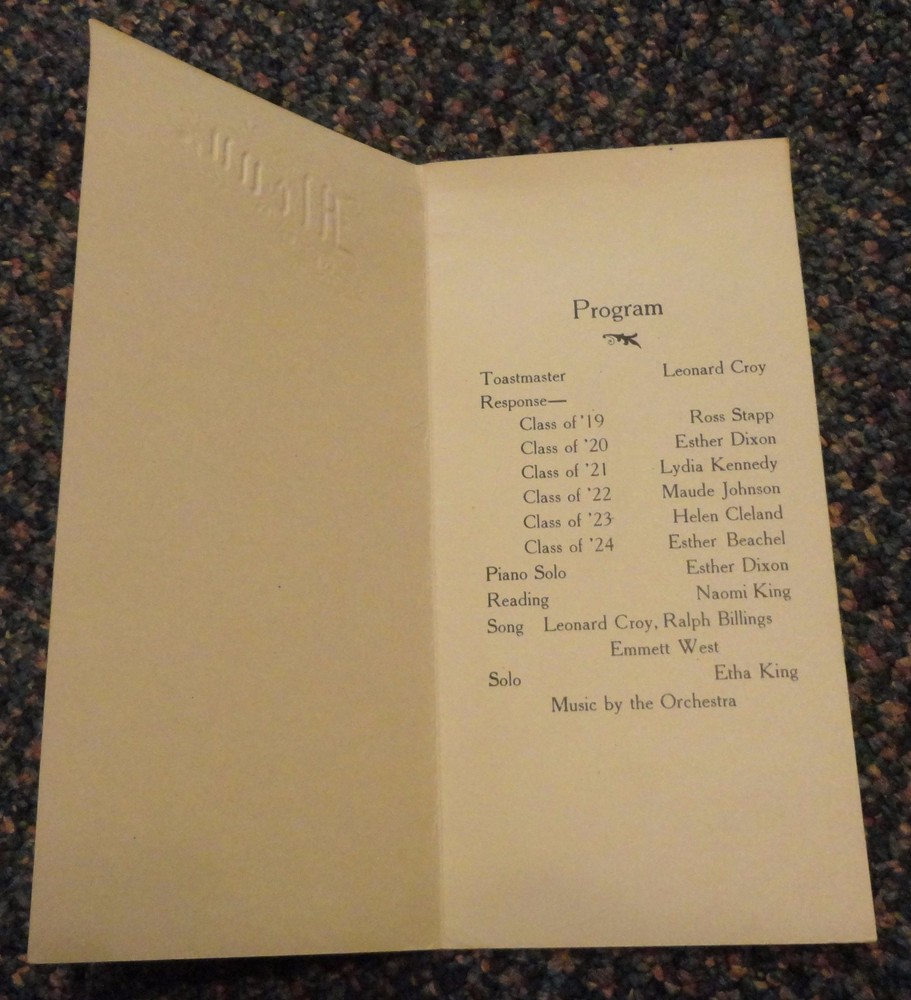 Menu
Program
Toastmaster Leonard Croy
Response—
Class of '19 Ross Stapp
Class of '20 Esther Dixon
Class of '21 Lydia Kennedy
Class of '22 Maude Johnson
Class of '23 Helen Cleland
Class of '24 Esther Beachel
Piano Solo Esther Dixon
Reading Naomi King
Song Leonard Croy, Ralph Billings
Emmett West
Solo Etha King
Music by the Orchestra